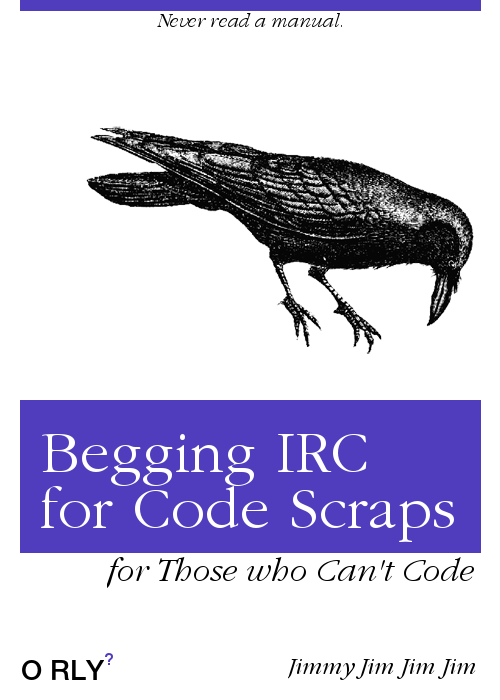 Never read a manual.
Begging IRC
for Code Scraps
for Those who Can't Code
O RLY?
Jimmy Jim Jim Jim